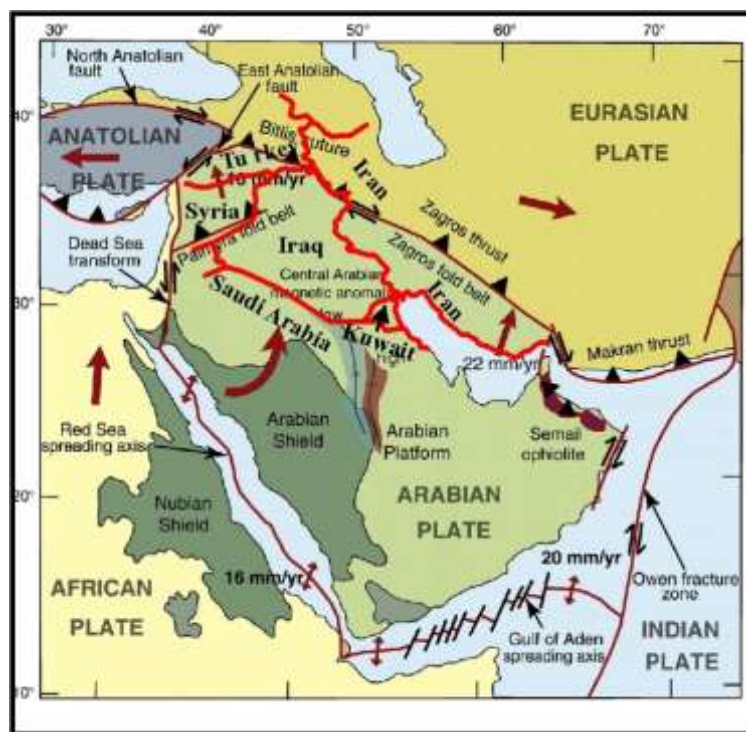 30°
40°
50°
60°
70°
North Anatolian
fault
East Anatolian
fault
40°
ANATOLIAN
PLATE
EURASIAN
PLATE
Bitlis suture
Turkey
Iran
Syria
Zagros thrust
Palmyra fold belt
Iraq
Zagros fold belt
Dead Sea
transform
Central Arabian
magnetic anomaly
low
Iran
30°
Saudi Arabia
Kuwait
high
22 mm/yr
Makran thrust
Red Sea
spreading axis
Arabian
Shield
Arabian
Platform
Semail
ophiolite
20°
Nubian
Shield
ARABIAN
PLATE
16 mm/yr
20 mm/yr
Owen fracture
zone
AFRICAN
PLATE
Gulf of Aden
spreading axis
INDIAN
PLATE
10°